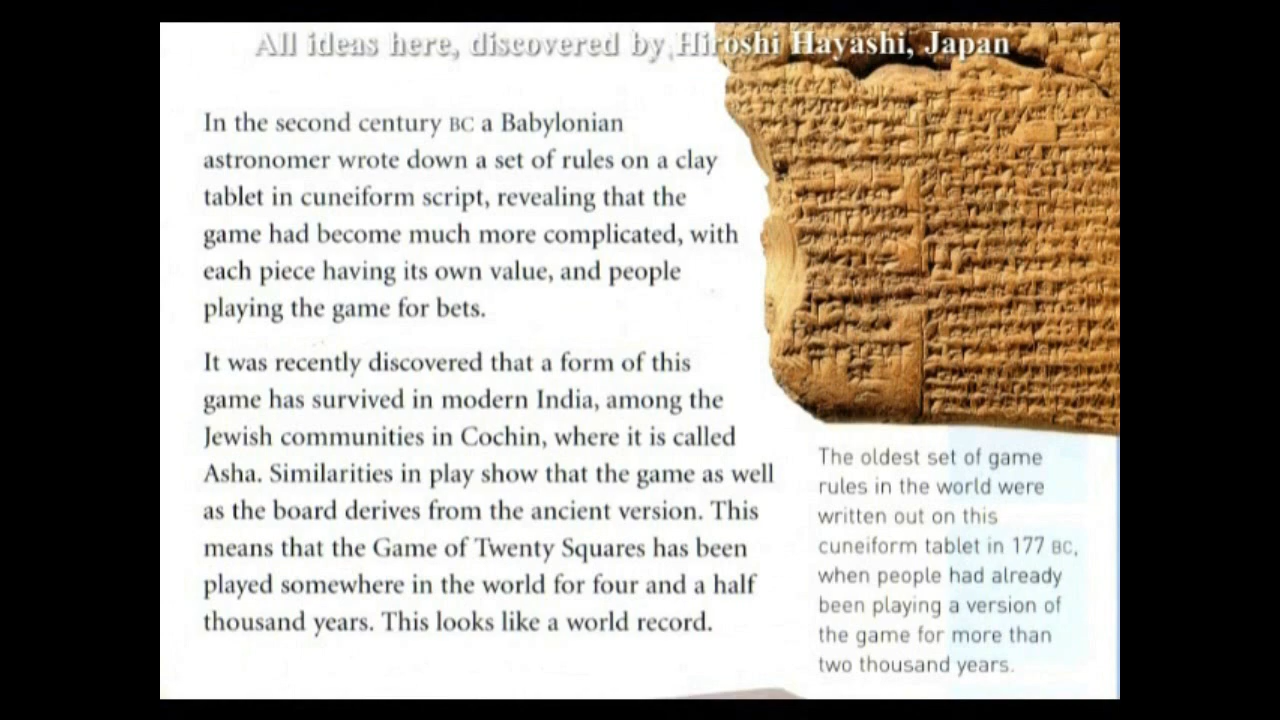 All ideas here, discovered by Hiroshi Hayashi, Japan
In the second century BC a Babylonian
astronomer wrote down a set of rules on a clay
tablet in cuneiform script, revealing that the
game had become much more complicated, with
each piece having its own value, and people
playing the game for bets.
It was recently discovered that a form of this
game has survived in modern India, among the
Jewish communities in Cochin, where it is called
Asha. Similarities in play show that the game as well
as the board derives from the ancient version. This
means that the Game of Twenty Squares has been
played somewhere in the world for four and a half
thousand years. This looks like a world record.
The oldest set of game
rules in the world were
written out on this
cuneiform tablet in 177 BC,
when people had already
been playing a version of
the game for more than
two thousand years.